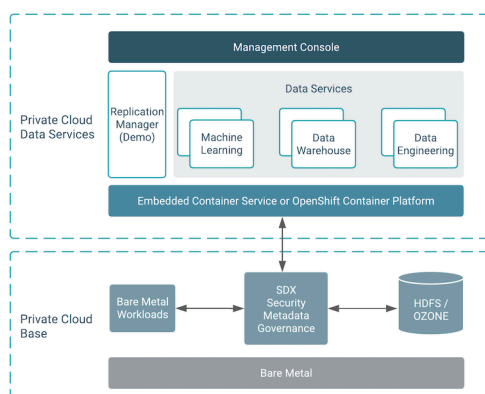 Management Console
Private Cloud
Data Services
Replication
Manager
(Demo)
Data Services
Machine
Learning
Data
Warehouse
Data
Engineering
Embedded Container Service or OpenShift Container Platform
Private Cloud
Base
Bare Metal
Workloads
SDX
Security
Metadata
Governance
HDFS /
OZONE
Bare Metal